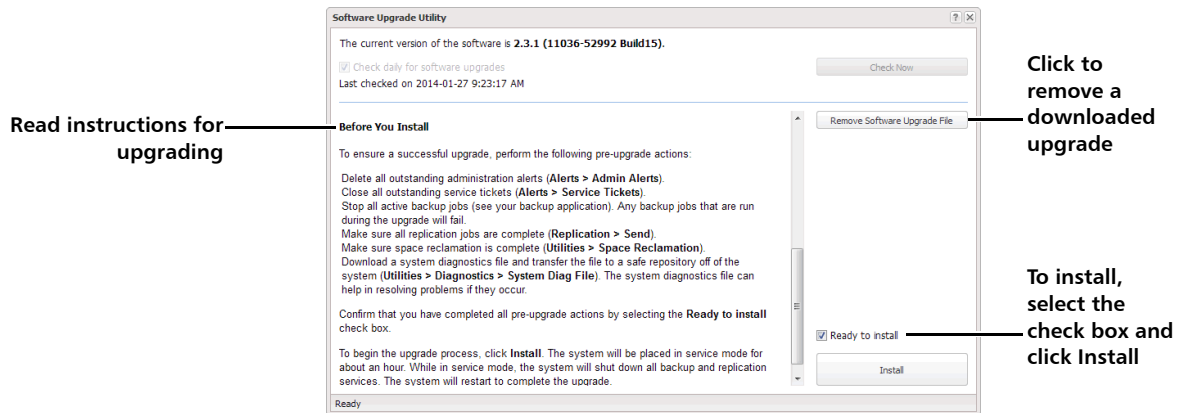 Software Upgrade Utility
The current version of the software is 2.3.1 (11036-52992 Build15).
Check daily for software upgrades
Check Now
Last checked on 2014-01-27 9:23:17 AM
Read instructions for
upgrading
Before You Install
To ensure a successful upgrade, perform the following pre-upgrade actions:
Delete all outstanding administration alerts (Alerts > Admin Alerts).
Close all outstanding service tickets (Alerts > Service Tickets).
Stop all active backup jobs (see your backup application). Any backup jobs that are run
during the upgrade will fail.
Make sure all replication jobs are complete (Replication > Send).
Make sure space reclamation is complete (Utilities > Space Reclamation).
Download a system diagnostics file and transfer the file to a safe repository off of the
system (Utilities > Diagnostics > System Diag File). The system diagnostics file can
help in resolving problems if they occur.
Confirm that you have completed all pre-upgrade actions by selecting the Ready to install
check box.
To begin the upgrade process, click Install. The system will be placed in service mode for
about an hour. While in service mode, the system will shut down all backup and replication
services. The system will restart to complete the upgrade.
Remove Software Upgrade File
Click to
remove a
downloaded
upgrade
Ready to install
Install
To install,
select the
check box and
click Install
Ready